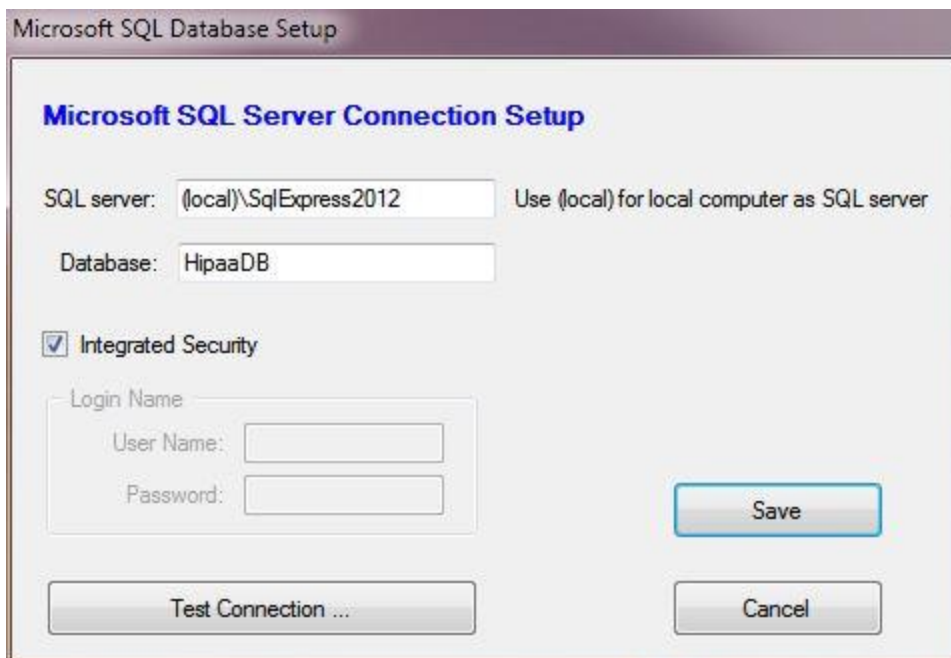 Microsoft SQL Database Setup
Microsoft SQL Server Connection Setup
SQL server: (local)\SqlExpress2012 Use (local) for local computer as SQL server
Database: HipaaDB
Integrated Security
Login Name
User Name:
Password:
Save
Test Connection ... Cancel